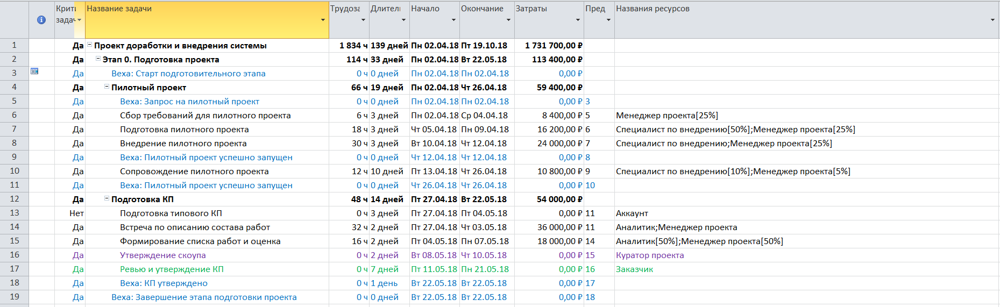 Крити задач Название задачи Трудоза Длитель Начало Окончание Затраты Пред Названия ресурсов
1 Да Проект доработки и внедрения системы 1 834 ч 139 дней Пн 02.04.18 Пт 19.10.18 1 731 700,00 ₽
2 Да Этап 0. Подготовка проекта 114 ч 33 дней Пн 02.04.18 Вт 22.05.18 113 400,00 ₽
3 Да Веха: Старт подготовительного этапа 0 ч 0 дней Пн 02.04.18 Пн 02.04.18 0,00 ₽
4 Да Пилотный проект 66 ч 19 дней Пн 02.04.18 Чт 26.04.18 59 400,00 ₽
5 Да Веха: Запрос на пилотный проект 0 ч 0 дней Пн 02.04.18 Пн 02.04.18 0,00 ₽ 3
6 Да Сбор требований для пилотного проекта 6 ч 3 дней Пн 02.04.18 Ср 04.04.18 8 400,00 ₽ 5 Менеджер проекта[25%]
7 Да Подготовка пилотного проекта 18 ч 3 дней Чт 05.04.18 Пн 09.04.18 16 200,00 ₽ 6 Специалист по внедрению[50%];Менеджер проекта[25%]
8 Да Внедрение пилотного проекта 30 ч 3 дней Вт 10.04.18 Чт 12.04.18 24 000,00 ₽ 7 Специалист по внедрению;Менеджер проекта[25%]
9 Да Веха: Пилотный проект успешно запущен 0 ч 0 дней Чт 12.04.18 Чт 12.04.18 0,00 ₽ 8
10 Да Сопровождение пилотного проекта 12 ч 10 дней Пт 13.04.18 Чт 26.04.18 10 800,00 ₽ 9 Специалист по внедрению[10%];Менеджер проекта[5%]
11 Да Веха: Пилотный проект успешно запущен 0 ч 0 дней Чт 26.04.18 Чт 26.04.18 0,00 ₽ 10
12 Да Подготовка КП 48 ч 14 дней Пт 27.04.18 Вт 22.05.18 54 000,00 ₽
13 Нет Подготовка типового КП 0 ч 3 дней Пт 27.04.18 Пт 04.05.18 0,00 ₽ 11 Аккаунт
14 Да Встреча по описанию состава работ 32 ч 2 дней Пт 27.04.18 Чт 03.05.18 36 000,00 ₽ 11 Аналитик;Менеджер проекта
15 Да Формирование списка работ и оценка 16 ч 2 дней Пт 04.05.18 Пн 07.05.18 18 000,00 ₽ 14 Аналитик[50%];Менеджер проекта[50%]
16 Да Утверждение скоупа 0 ч 2 дней Вт 08.05.18 Чт 10.05.18 0,00 ₽ 15 Куратор проекта
17 Да Ревью и утверждение КП 0 ч 7 дней Пт 11.05.18 Пн 21.05.18 0,00 ₽ 16 Заказчик
18 Да Веха: КП утверждено 0 ч 1 день Вт 22.05.18 Вт 22.05.18 0,00 ₽ 17
19 Да Веха: Завершение этапа подготовки проекта 0 ч 0 дней Вт 22.05.18 Вт 22.05.18 0,00 ₽ 18